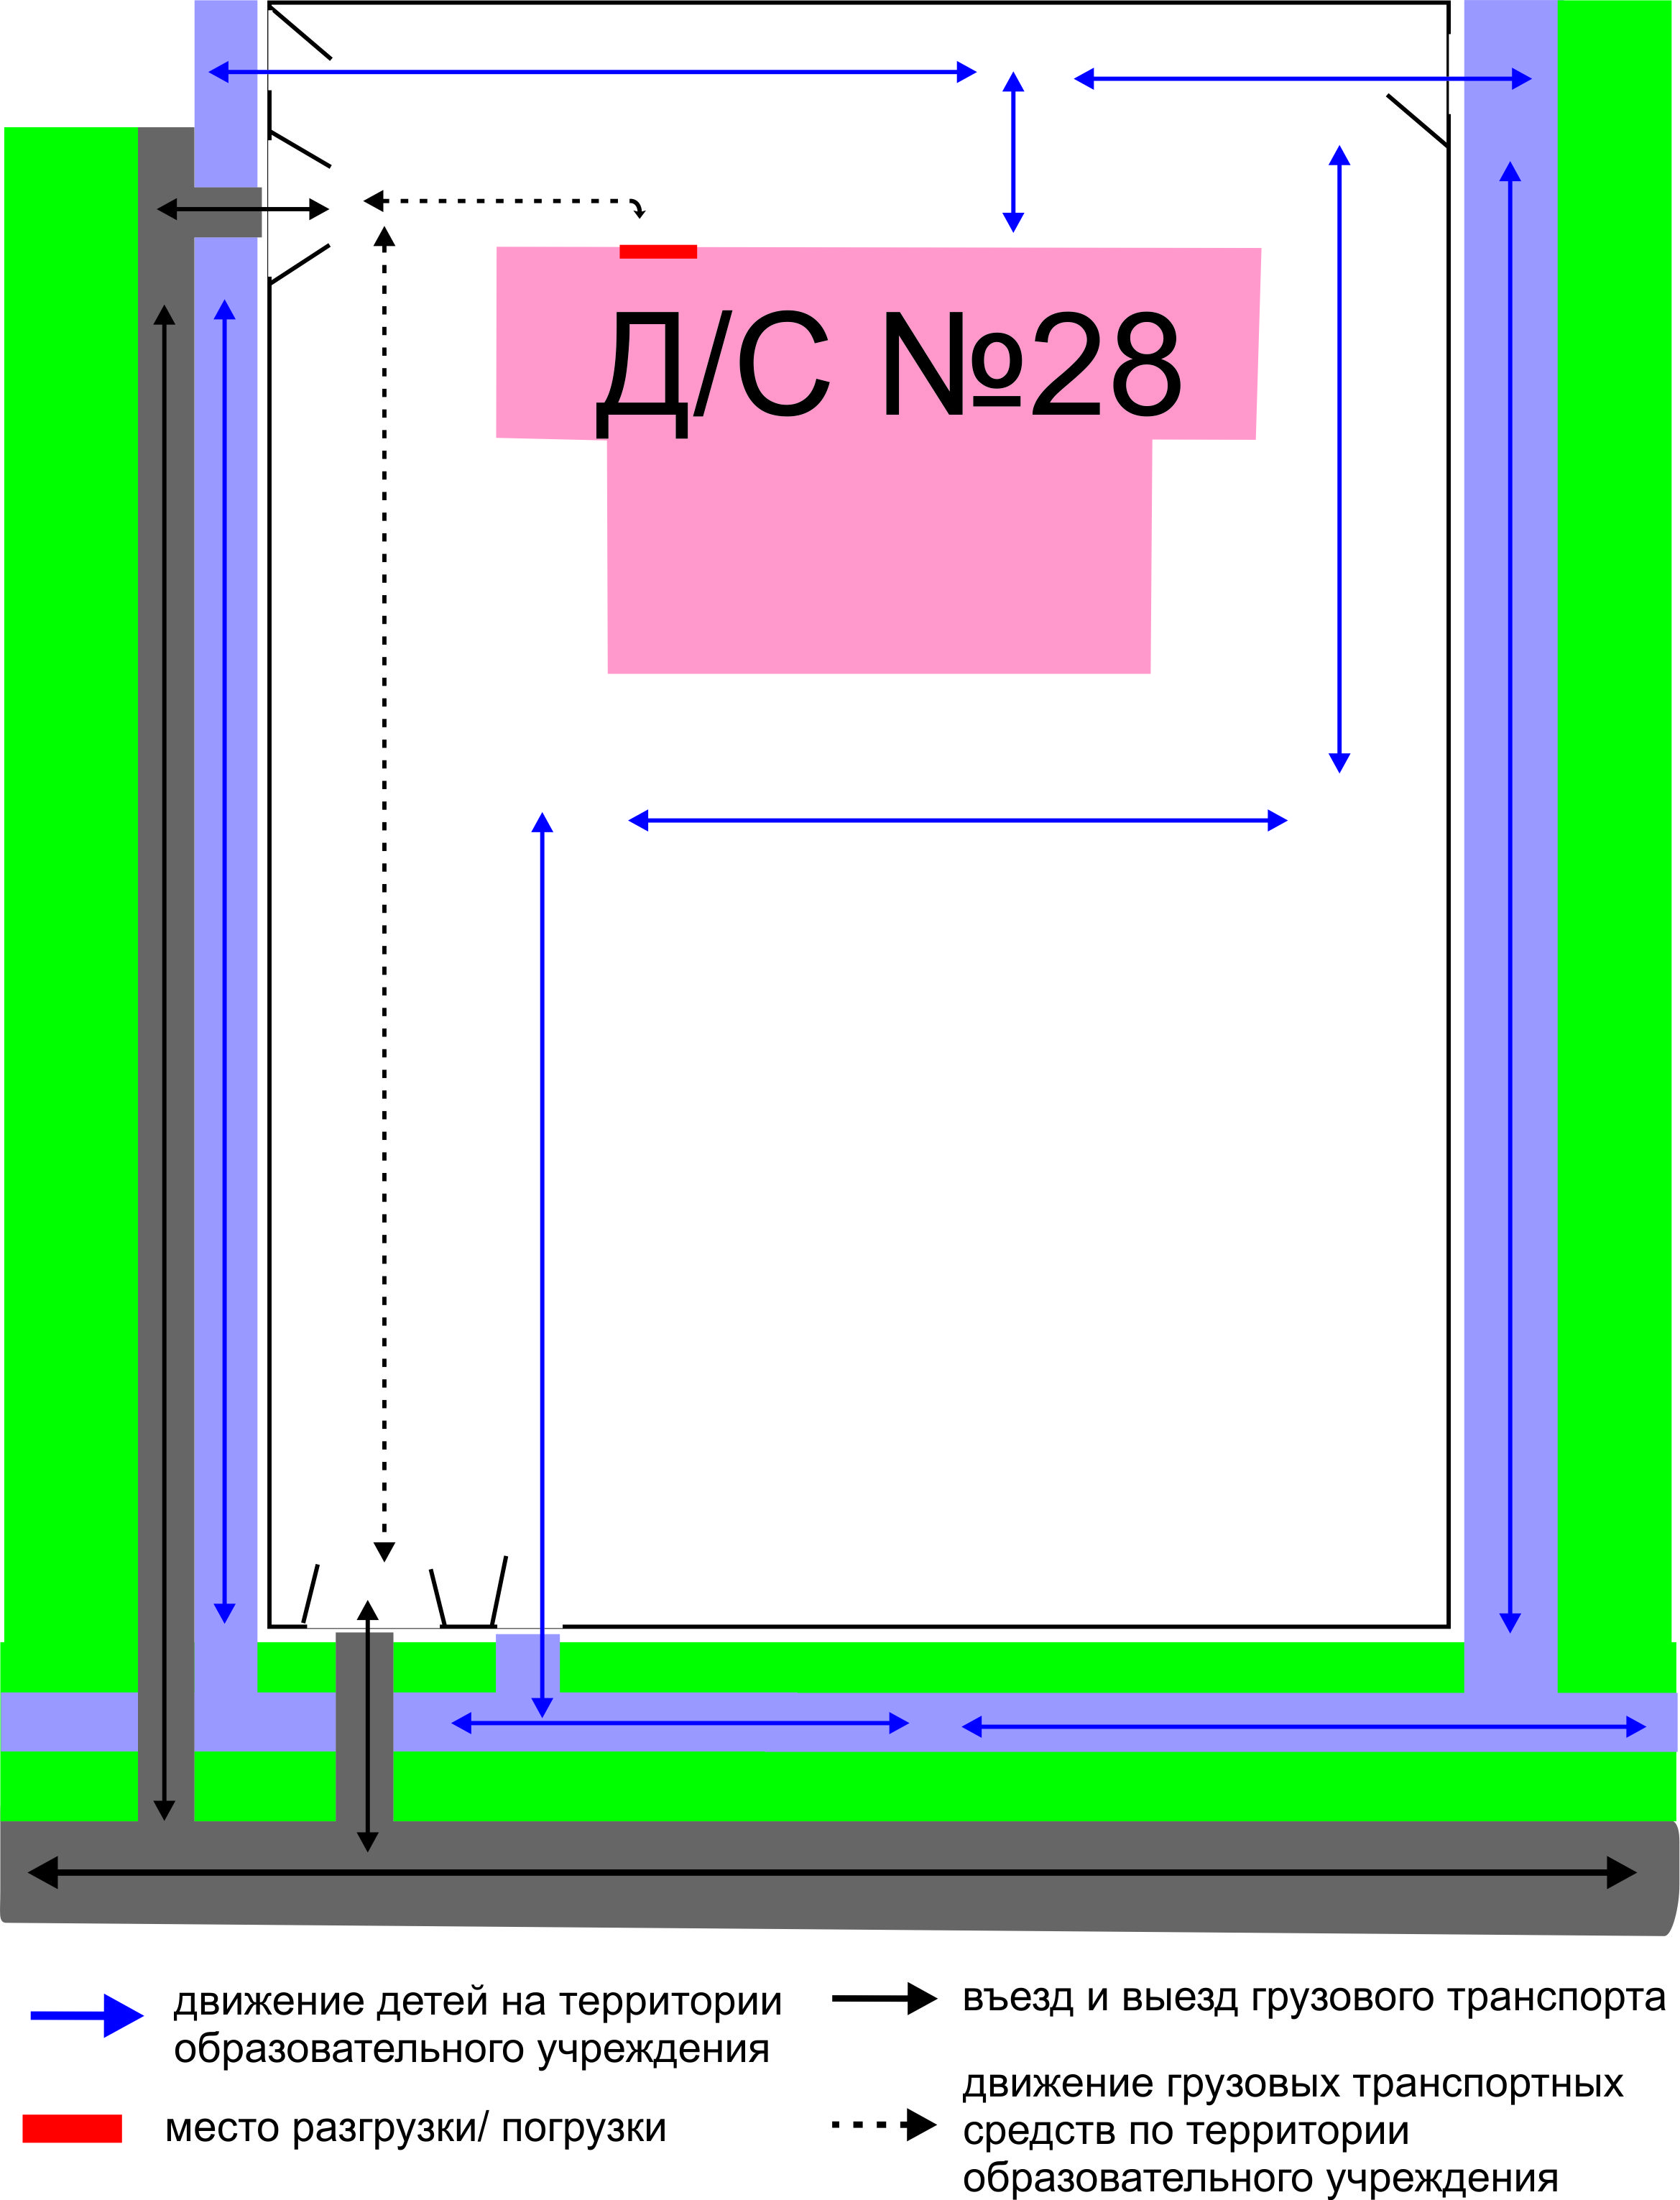 Д/С №28
движение детей на территории
образовательного учреждения
место разгрузки/ погрузки
въезд и выезд грузового транспорта
движение грузовых транспортных
средств по территории
образовательного учреждения